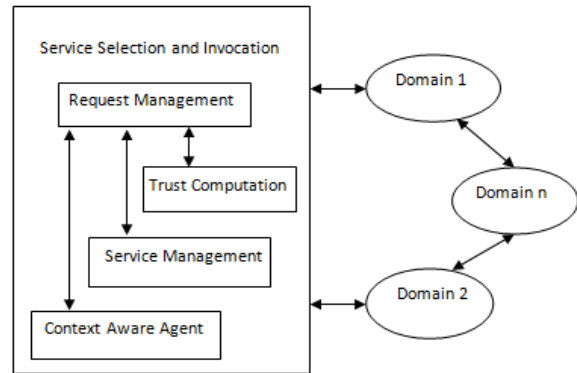 Service Selection and Invocation
Request Management
Trust Computation
Service Management
Context Aware Agent
Domain 1
Domain n
Domain 2